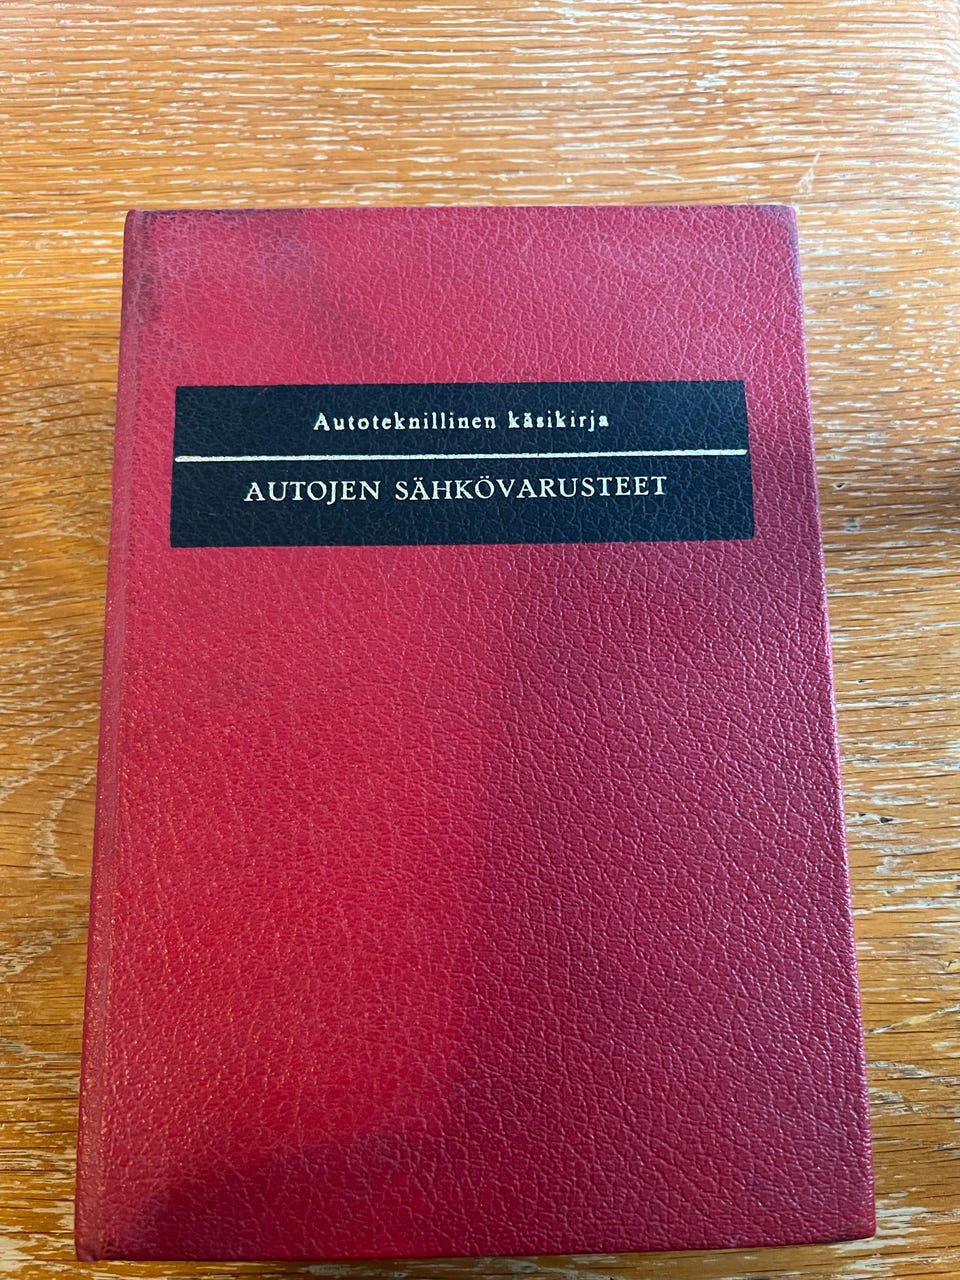 Autoteknillinen käsikirja
AUTOJEN SÄHKÖVARUSTEET